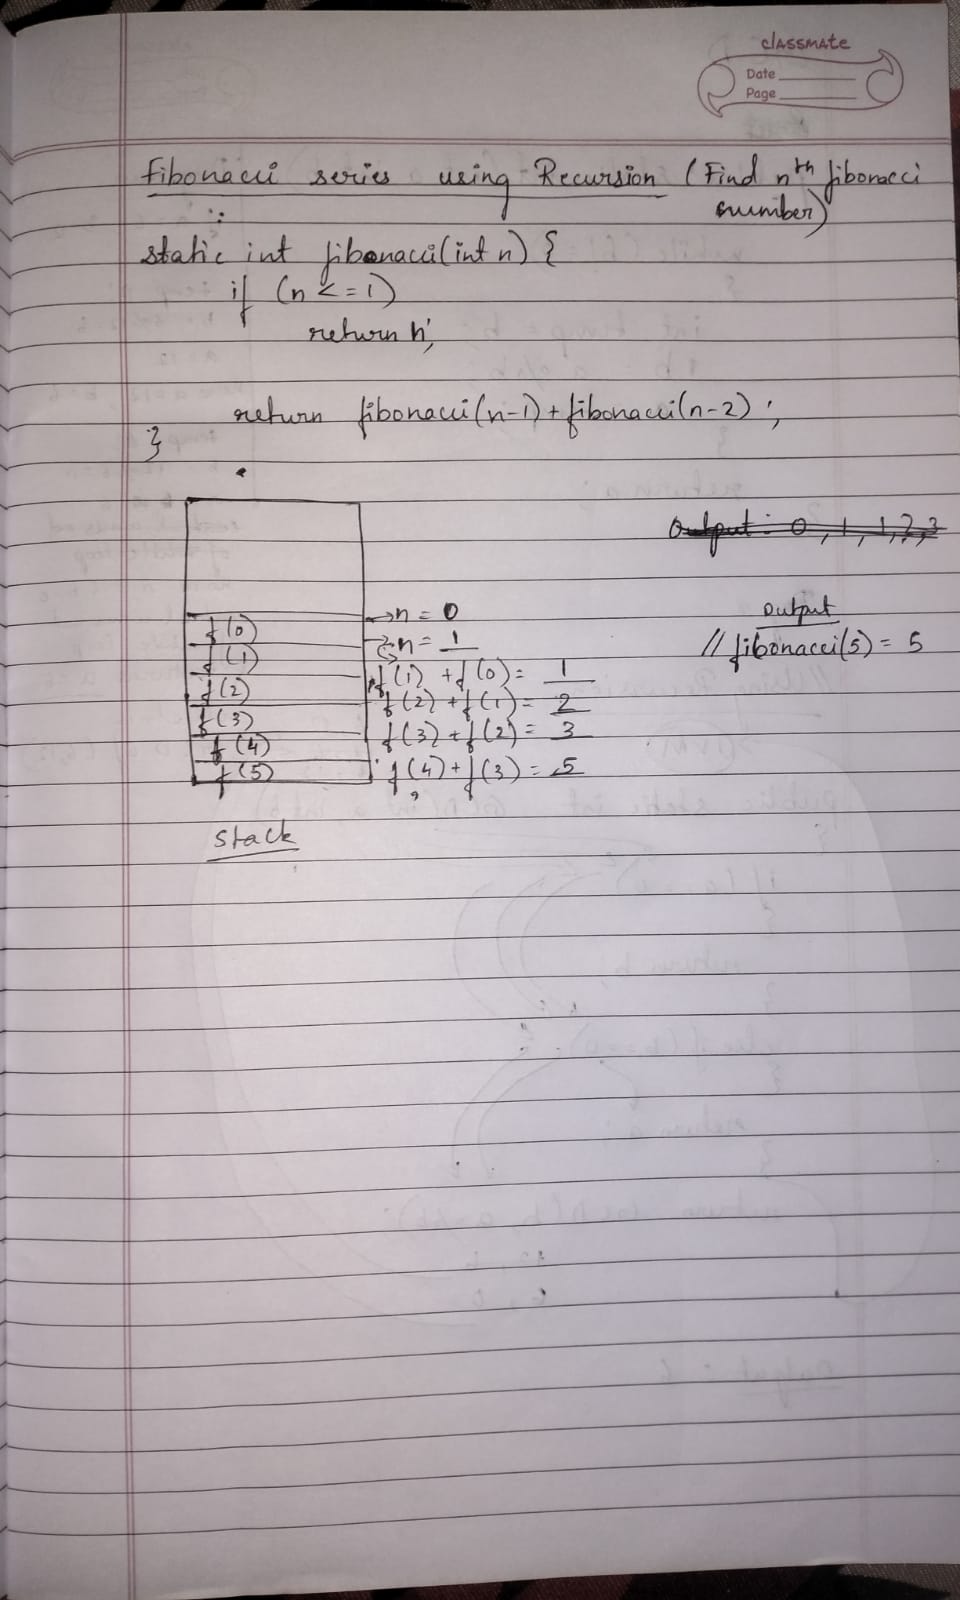 classmate
Date
Page
Fibonacci series using Recursion (Find nth fibonacci
number)
static int fibonacci(int n) {
if (n <= 1)
return n;
return fibonacci(n-1) + fibonacci(n-2) ;
}
Output : 0, 1, 1, 2, 3
Output
// fibonacci(5) = 5
f(0) → n = 0
f(1) → n = 1
f(2) f(1) + f(0) = 1
f(3) f(2) + f(1) = 2
f(4) f(3) + f(2) = 3
f(5) f(4) + f(3) = 5
Stack